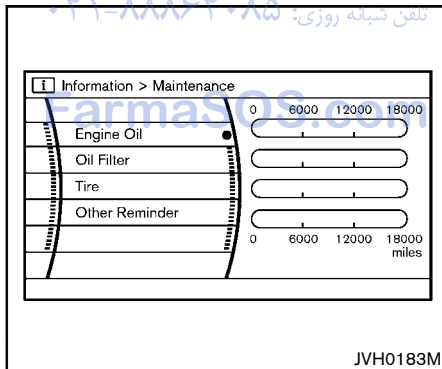 تلفن شبانه روزی: ۰۲۱-۸۸۸۶۲۰۸۵
i Information > Maintenance
FarmaSOS.com
0 6000 12000 18000
Engine Oil
Oil Filter
Tire
Other Reminder
0 6000 12000 18000
miles
JVH0183M